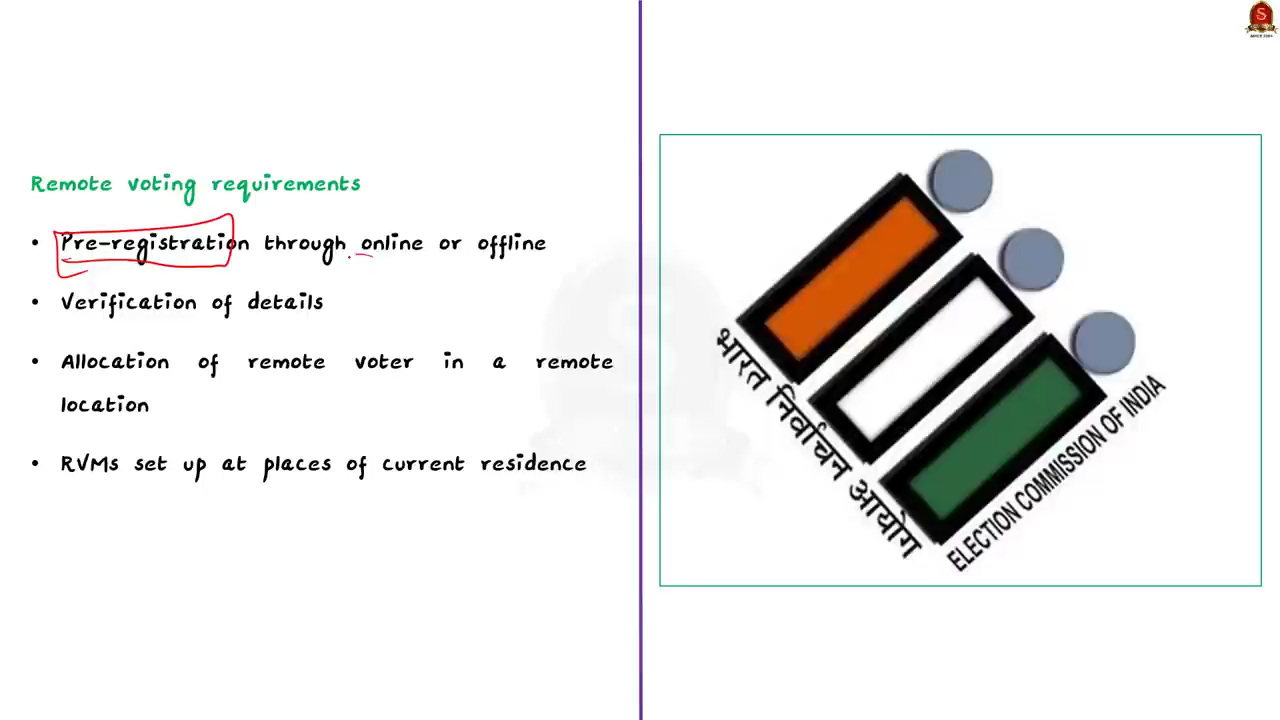 Remote voting requirements
• Pre-registration through online or offline
• Verification of details
• Allocation of remote voter in a remote
location
• RVMs set up at places of current residence
भारत निर्वाचन आयोग
ELECTION COMMISSION OF INDIA